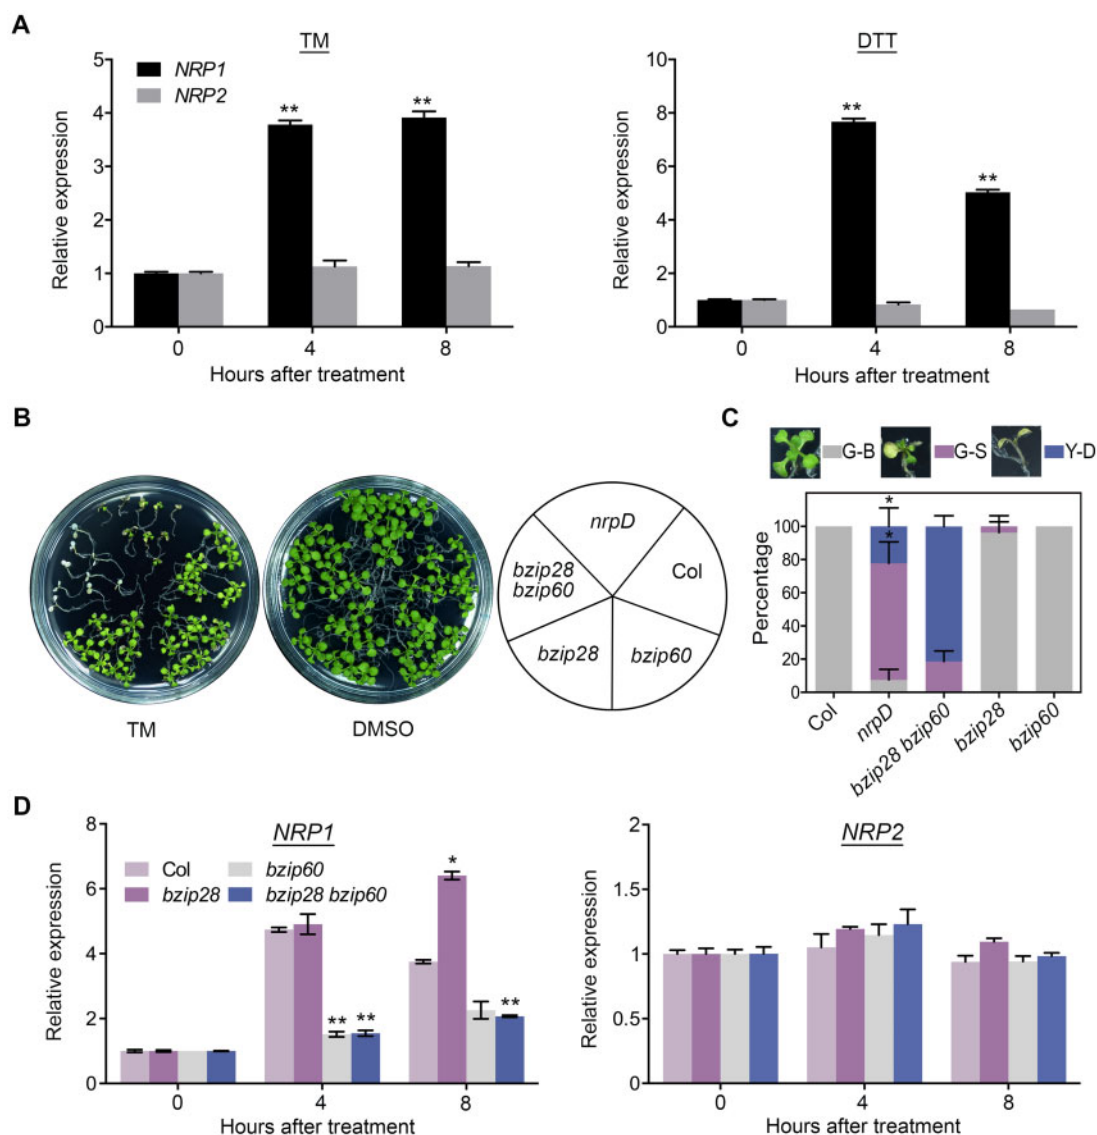 A
TM
NRP1
NRP2
Relative expression
5
4
3
2
1
0
**
**
0
4
8
Hours after treatment
DTT
Relative expression
10
8
6
4
2
0
**
**
0
4
8
Hours after treatment
B
TM
DMSO
nrpD
bzip28
bzip60
Col
bzip28
bzip60
C
G-B
G-S
Y-D
Percentage
100
80
60
40
20
0
*
*
Col
nrpD
bzip28 bzip60
bzip28
bzip60
D
NRP1
Col
bzip60
bzip28
bzip28 bzip60
Relative expression
8
6
4
2
0
**
**
*
**
0
4
8
Hours after treatment
NRP2
Relative expression
2
1.5
1
0.5
0
0
4
8
Hours after treatment